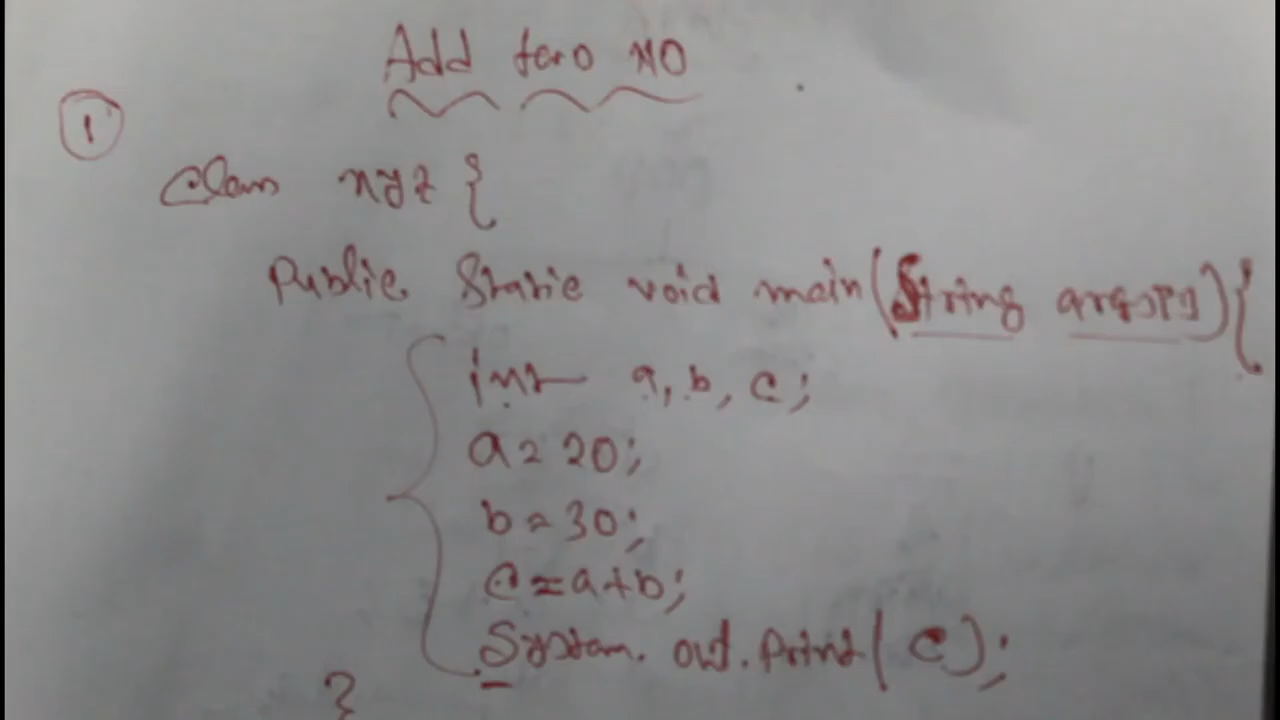 Add two NO
1
Class xyz {
Public Static void main(String args[]){
int a, b, c;
a = 20;
b = 30;
c = a+b;
System. out. Print( c );
}